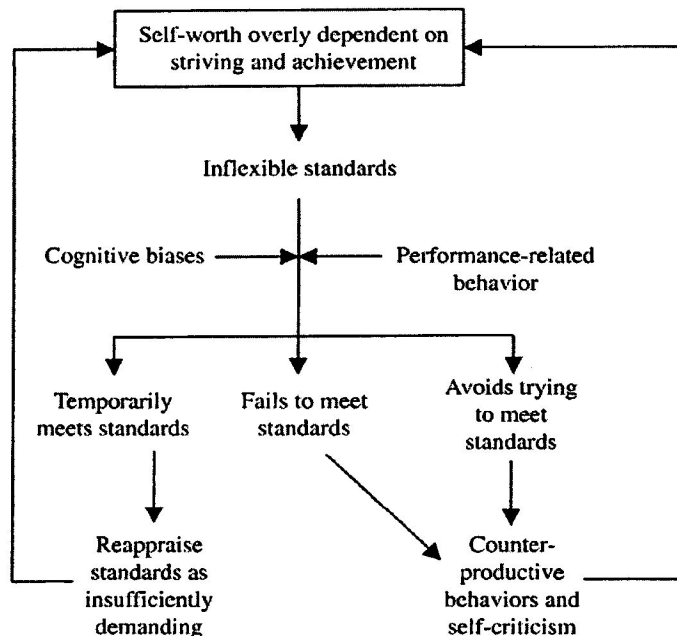 Self-worth overly dependent on
striving and achievement
Inflexible standards
Cognitive biases
Performance-related
behavior
Temporarily
meets standards
Fails to meet
standards
Avoids trying
to meet
standards
Reappraise
standards as
insufficiently
demanding
Counter-
productive
behaviors and
self-criticism